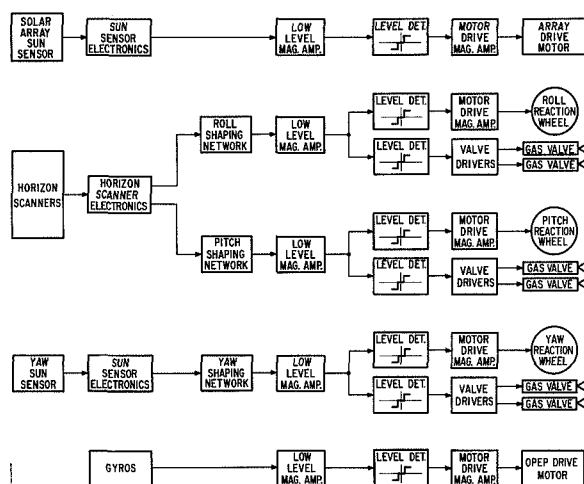 SOLAR
ARRAY
SUN
SENSOR
SUN
SENSOR
ELECTRONICS
LOW
LEVEL
MAG. AMP.
LEVEL DET.
MOTOR
DRIVE
MAG. AMP.
ARRAY
DRIVE
MOTOR
HORIZON
SCANNERS
HORIZON
SCANNER
ELECTRONICS
ROLL
SHAPING
NETWORK
LOW
LEVEL
MAG. AMP.
LEVEL DET.
MOTOR
DRIVE
MAG. AMP.
ROLL
REACTION
WHEEL
LEVEL DET.
VALVE
DRIVERS
GAS VALVE
GAS VALVE
PITCH
SHAPING
NETWORK
LOW
LEVEL
MAG. AMP.
LEVEL DET.
MOTOR
DRIVE
MAG. AMP.
PITCH
REACTION
WHEEL
LEVEL DET.
VALVE
DRIVERS
GAS VALVE
GAS VALVE
YAW
SUN
SENSOR
SUN
SENSOR
ELECTRONICS
YAW
SHAPING
NETWORK
LOW
LEVEL
MAG. AMP.
LEVEL DET.
MOTOR
DRIVE
MAG. AMP.
YAW
REACTION
WHEEL
LEVEL DET.
VALVE
DRIVERS
GAS VALVE
GAS VALVE
GYROS
LOW
LEVEL
MAG. AMP.
LEVEL DET.
MOTOR
DRIVE
MAG. AMP.
OPEP DRIVE
MOTOR